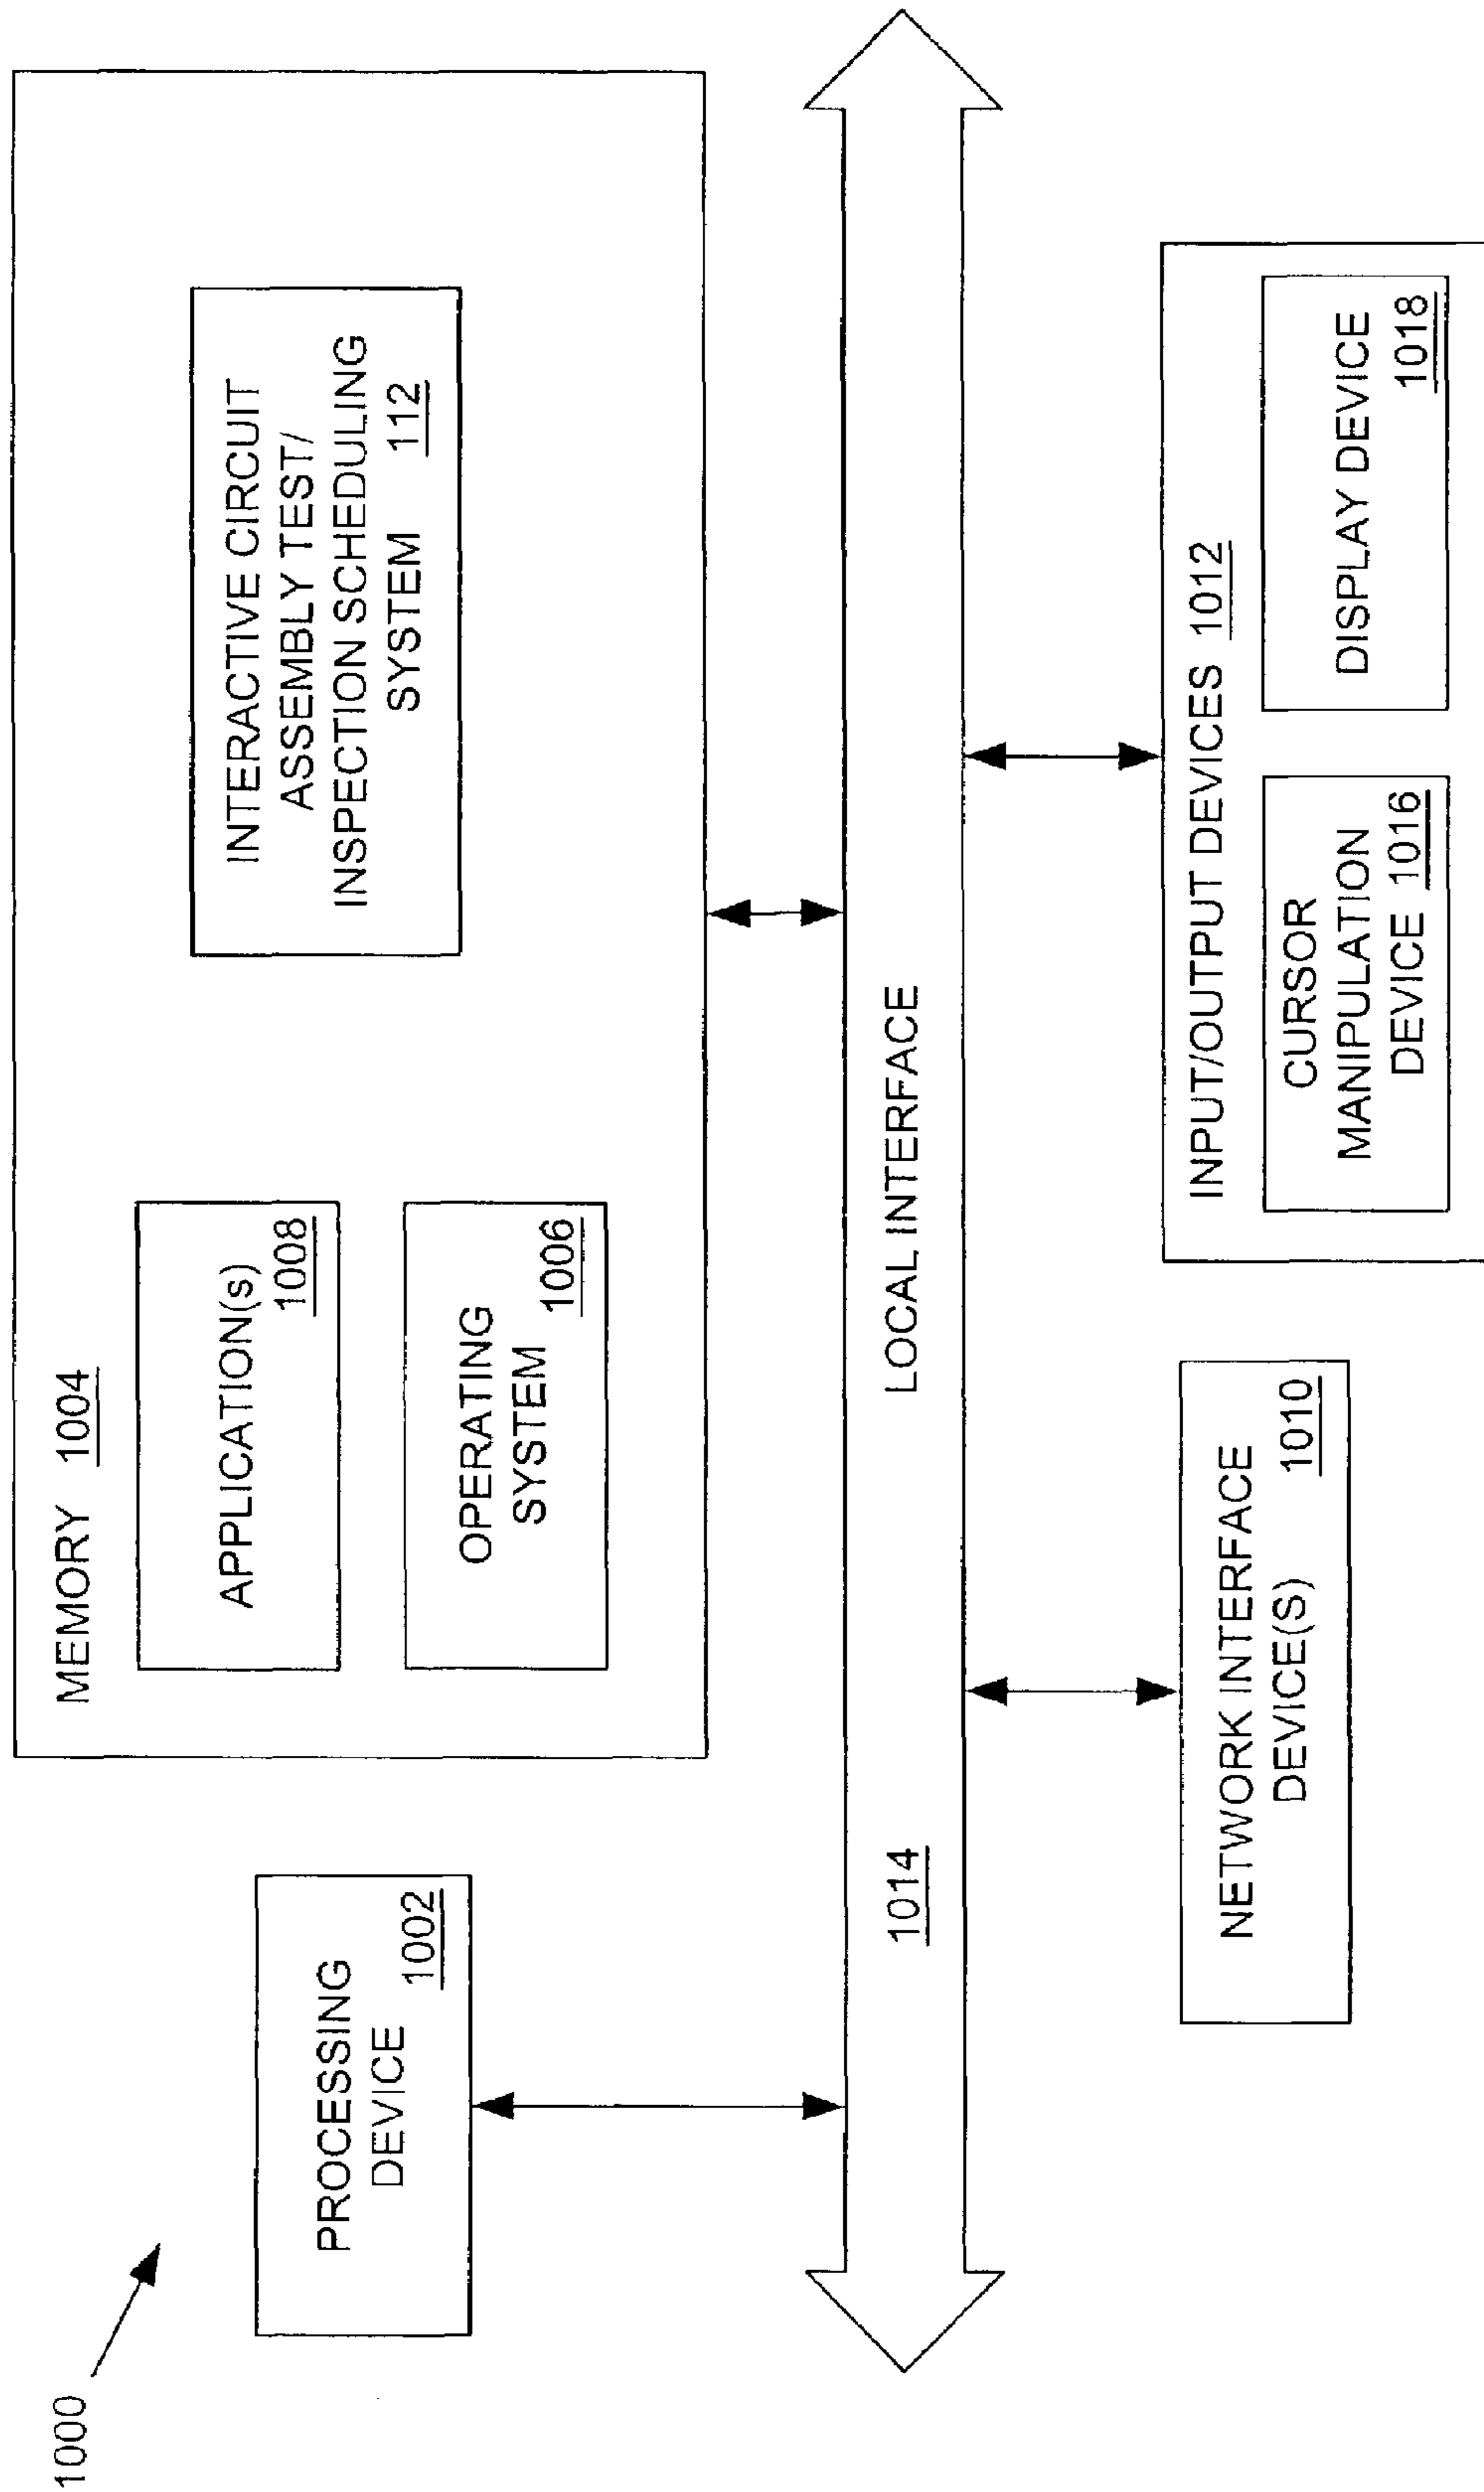 1000
PROCESSING
DEVICE
1002
MEMORY 1004
APPLICATION(s)
1008
OPERATING
SYSTEM
1006
INTERACTIVE CIRCUIT
ASSEMBLY TEST/
INSPECTION SCHEDULING
SYSTEM 112
1014
LOCAL INTERFACE
NETWORK INTERFACE
DEVICE(S) 1010
INPUT/OUTPUT DEVICES 1012
CURSOR
MANIPULATION
DEVICE 1016
DISPLAY DEVICE
1018